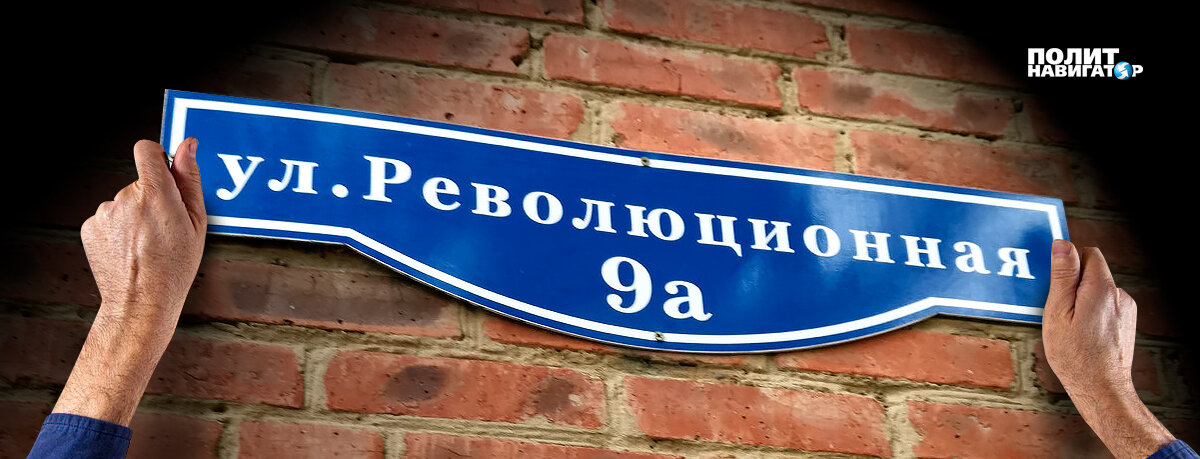 ПОЛИТ
НАВИГАТОР
ул.Революционная
9а